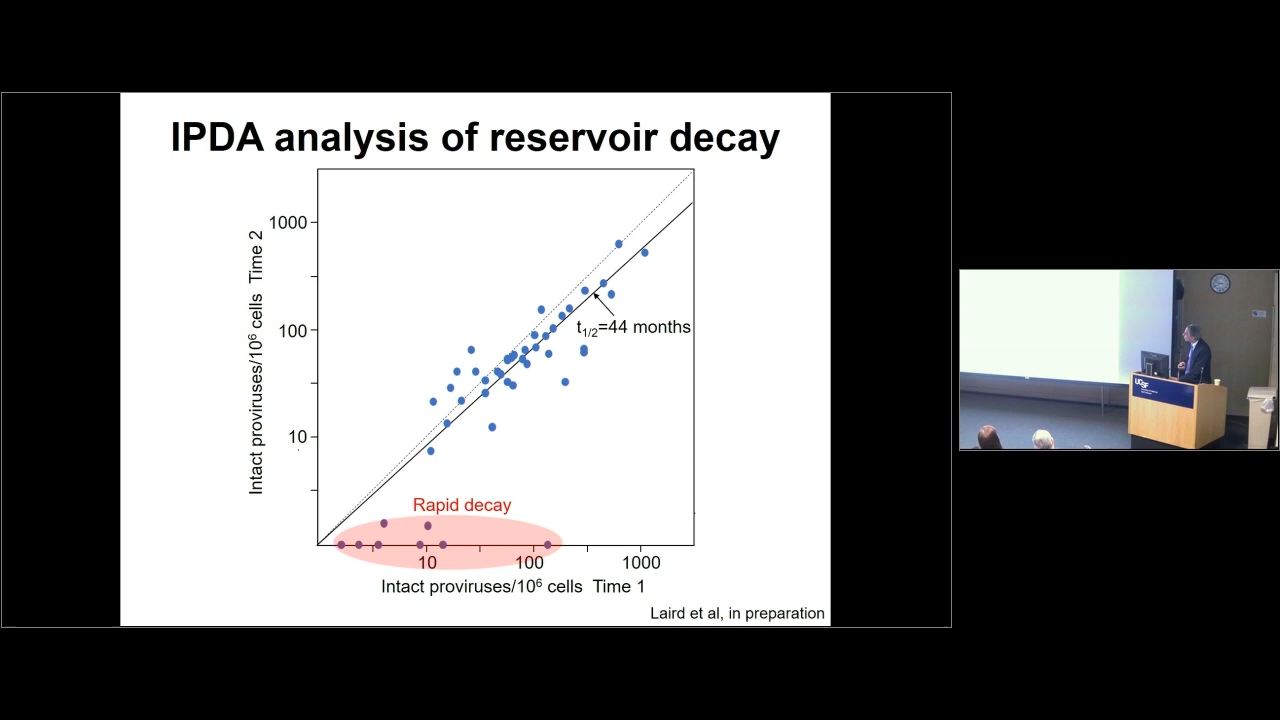 IPDA analysis of reservoir decay
Intact proviruses/10⁶ cells Time 2
1000
100
10
t1/2=44 months
Rapid decay
10
100
1000
Intact proviruses/10⁶ cells Time 1
Laird et al, in preparation
UCSF